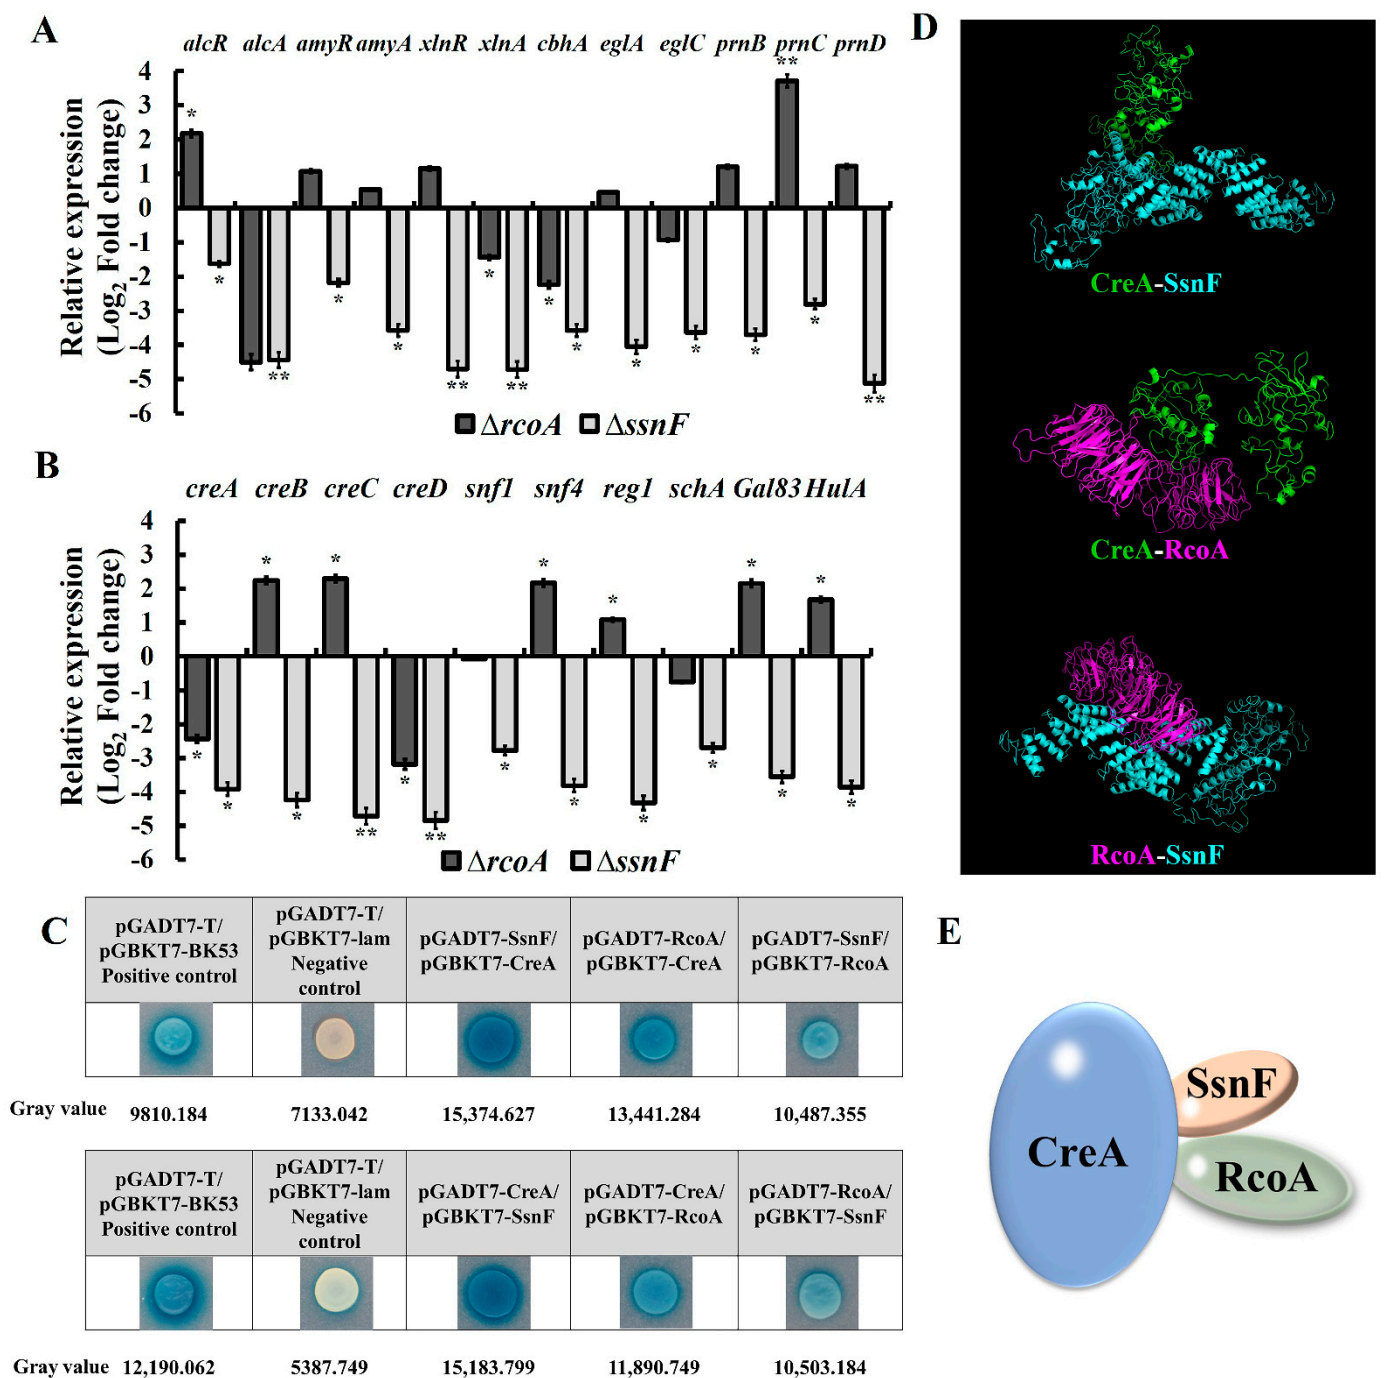 A
alcR alcA amyR amyA xlnR xlnA cbhA eglA eglC prnB prnC prnD
Relative expression
(Log2 Fold change)
4
3
2
1
0
-1
-2
-3
-4
-5
-6
* * ** * * ** * ** * * * * * ** * **
ΔrcoA ΔssnF
B
creA creB creC creD snf1 snf4 reg1 schA Gal83 HulA
Relative expression
(Log2 Fold change)
4
3
2
1
0
-1
-2
-3
-4
-5
-6
* * * * * ** * ** * * * * * * * * * *
ΔrcoA ΔssnF
C
pGADT7-T/
pGBKT7-BK53
Positive control
pGADT7-T/
pGBKT7-lam
Negative
control
pGADT7-SsnF/
pGBKT7-CreA
pGADT7-RcoA/
pGBKT7-CreA
pGADT7-SsnF/
pGBKT7-RcoA
Gray value 9810.184 7133.042 15,374.627 13,441.284 10,487.355
pGADT7-T/
pGBKT7-BK53
Positive control
pGADT7-T/
pGBKT7-lam
Negative
control
pGADT7-CreA/
pGBKT7-SsnF
pGADT7-CreA/
pGBKT7-RcoA
pGADT7-RcoA/
pGBKT7-SsnF
Gray value 12,190.062 5387.749 15,183.799 11,890.749 10,503.184
D
CreA-SsnF
CreA-RcoA
RcoA-SsnF
E
CreA
SsnF
RcoA